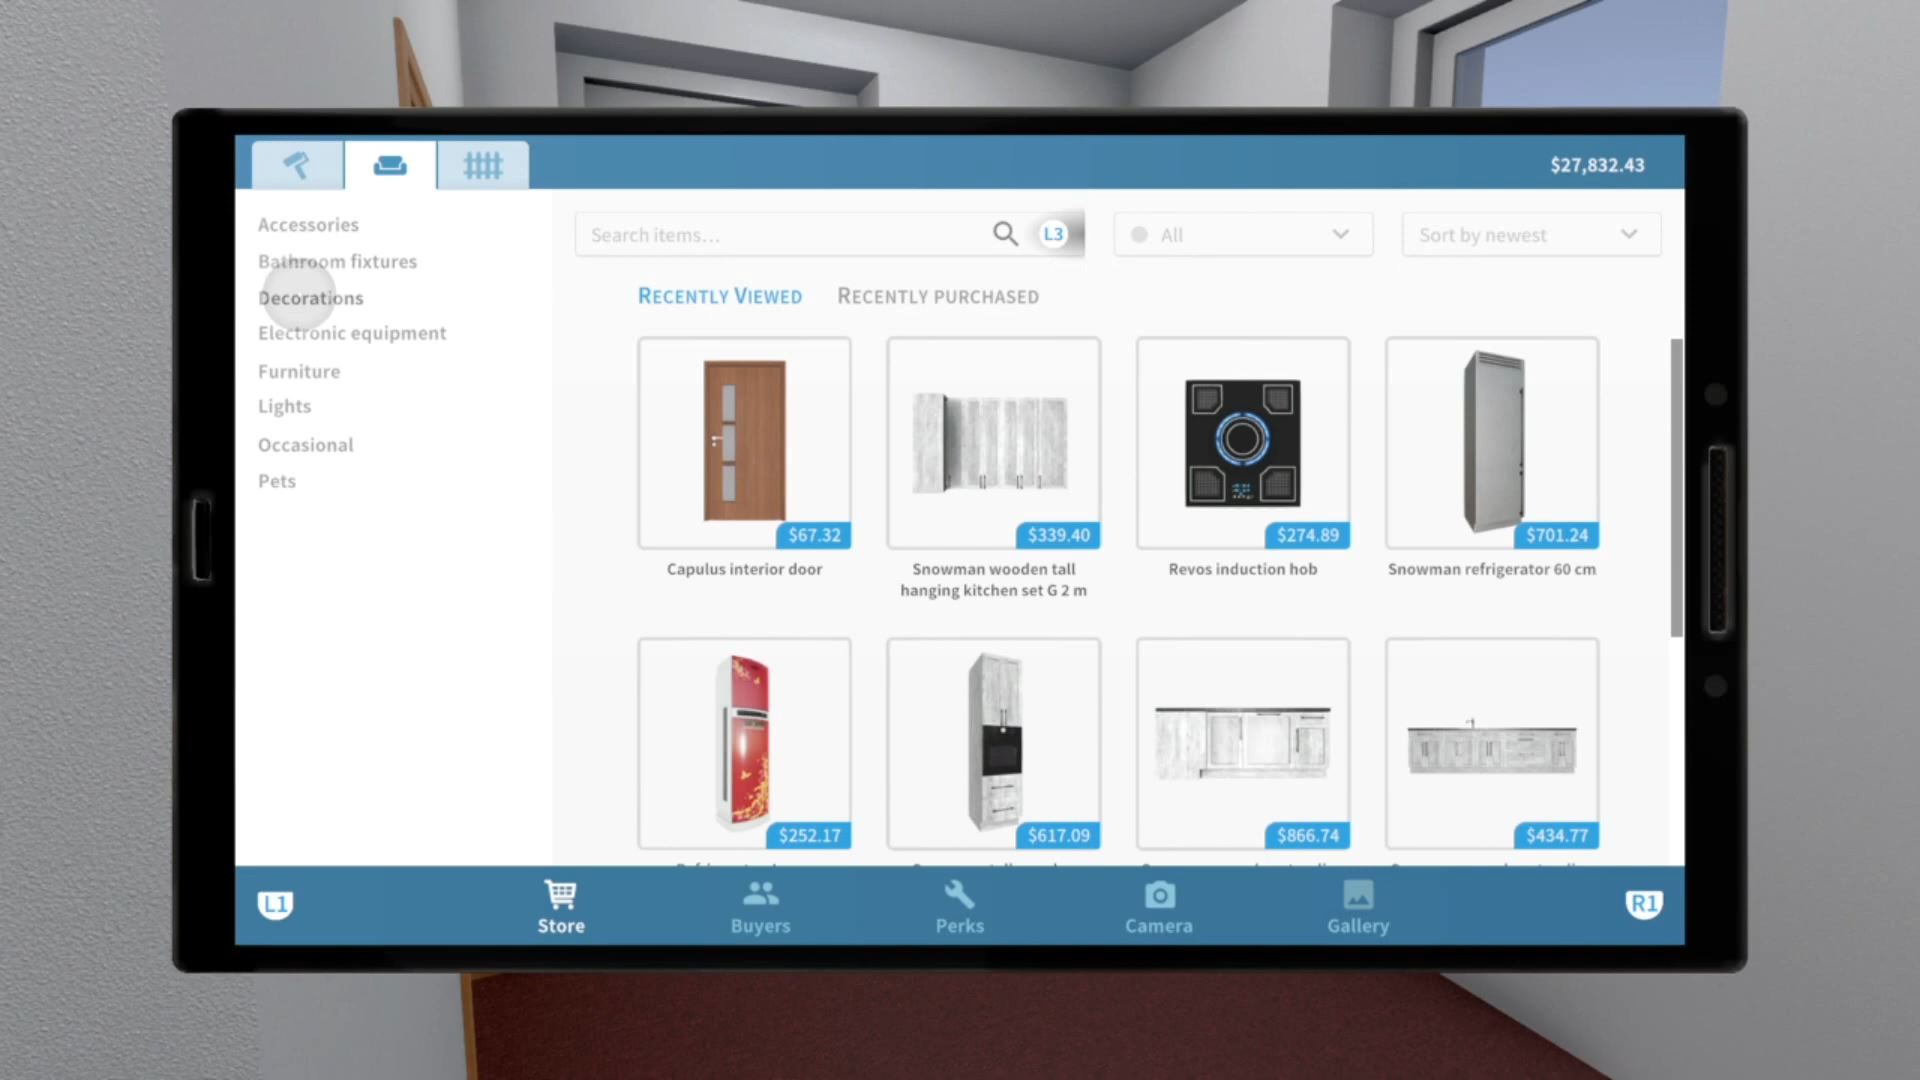 $27,832.43
Accessories
Bathroom fixtures
Decorations
Electronic equipment
Furniture
Lights
Occasional
Pets
Search items...
L3
All
Sort by newest
RECENTLY VIEWED
RECENTLY PURCHASED
$67.32
$339.40
$274.89
$701.24
Capulus interior door
Snowman wooden tall
hanging kitchen set G 2 m
Revos induction hob
Snowman refrigerator 60 cm
$252.17
$617.09
$866.74
$434.77
L1
Store
Buyers
Perks
Camera
Gallery
R1